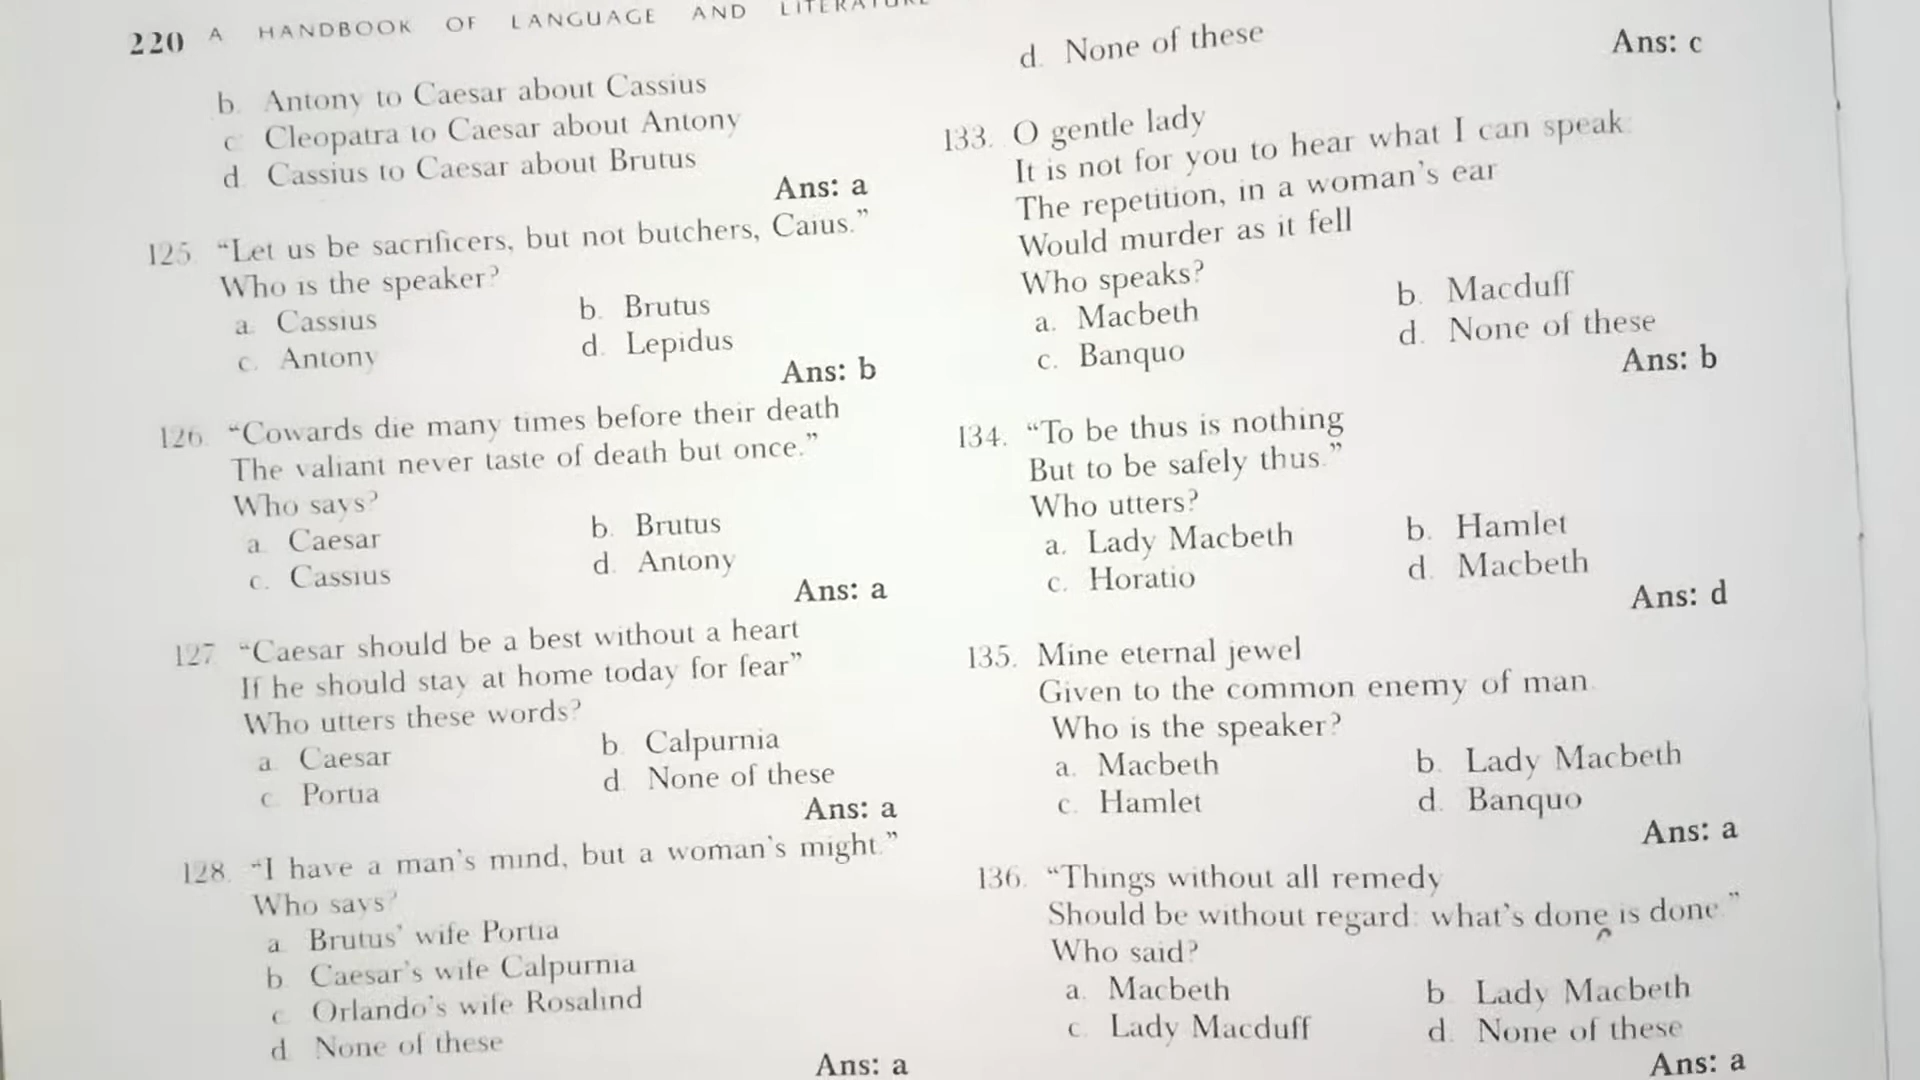 220 A HANDBOOK OF LANGUAGE AND LITERATURE
b. Antony to Caesar about Cassius
c. Cleopatra to Caesar about Antony
d. Cassius to Caesar about Brutus
Ans: a
125. “Let us be sacrificers, but not butchers, Caius.”
Who is the speaker?
a. Cassius
b. Brutus
c. Antony
d. Lepidus
Ans: b
126. “Cowards die many times before their death
The valiant never taste of death but once.”
Who says?
a. Caesar
b. Brutus
c. Cassius
d. Antony
Ans: a
127. “Caesar should be a best without a heart
If he should stay at home today for fear”
Who utters these words?
a. Caesar
b. Calpurnia
c. Portia
d. None of these
Ans: a
128. “I have a man’s mind, but a woman’s might.”
Who says?
a. Brutus’ wife Portia
b. Caesar’s wife Calpurnia
c. Orlando’s wife Rosalind
d. None of these
Ans: a
d. None of these
Ans: c
133. O gentle lady
It is not for you to hear what I can speak:
The repetition, in a woman’s ear
Would murder as it fell
Who speaks?
a. Macbeth
b. Macduff
c. Banquo
d. None of these
Ans: b
134. “To be thus is nothing
But to be safely thus.”
Who utters?
a. Lady Macbeth
b. Hamlet
c. Horatio
d. Macbeth
Ans: d
135. Mine eternal jewel
Given to the common enemy of man.
Who is the speaker?
a. Macbeth
b. Lady Macbeth
c. Hamlet
d. Banquo
Ans: a
136. “Things without all remedy
Should be without regard: what’s done is done.”
Who said?
a. Macbeth
b. Lady Macbeth
c. Lady Macduff
d. None of these
Ans: a